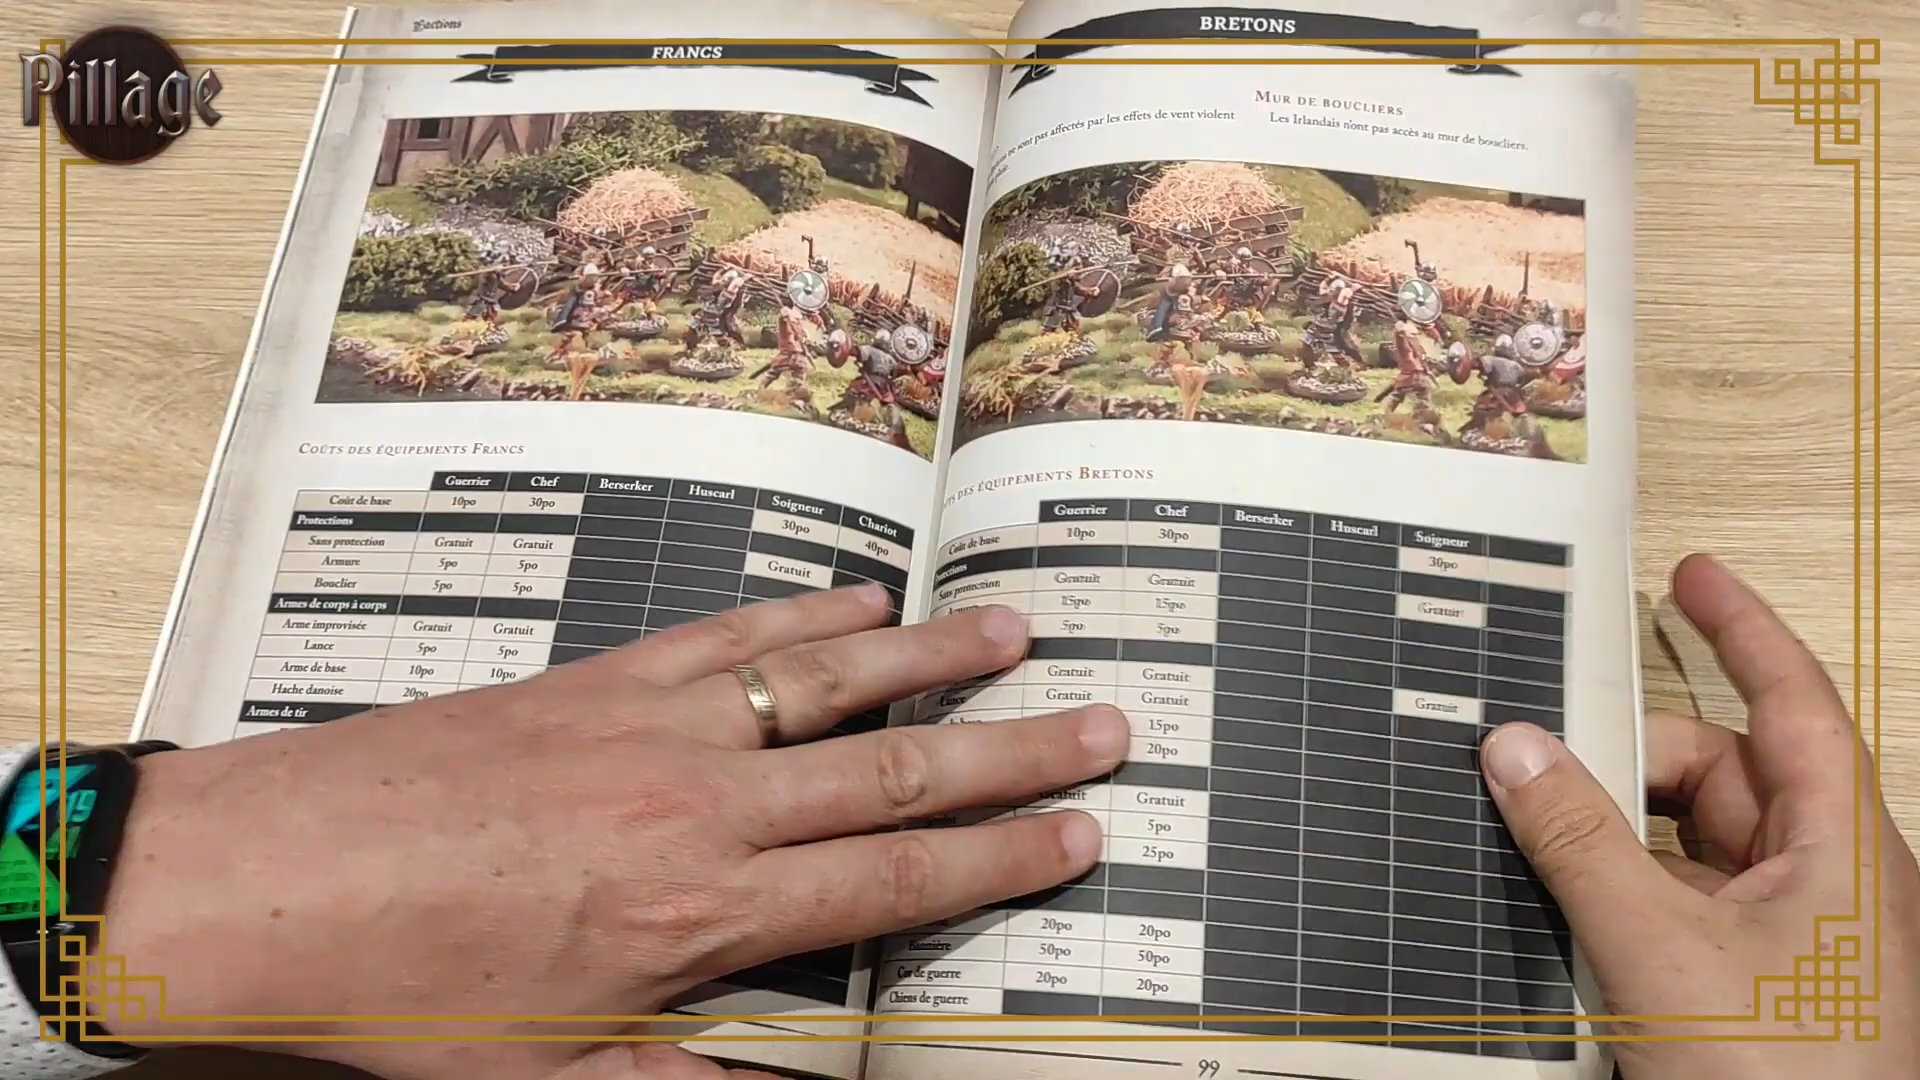 Pillage
Factions
FRANCS
COÛTS DES ÉQUIPEMENTS FRANCS
Guerrier Chef Berserker Huscarl Soigneur Chariot
Coût de base 10po 30po 30po 40po
Protections
Sans protection Gratuit Gratuit Gratuit
Armure 5po 5po
Bouclier 5po 5po
Armes de corps à corps
Arme improvisée Gratuit Gratuit
Lance 5po 5po
Arme de base 10po 10po
Hache danoise 20po
Armes de tir
BRETONS
pas affectés par les effets de vent violent
MUR DE BOUCLIERS
Les Irlandais n'ont pas accès au mur de boucliers.
DES ÉQUIPEMENTS BRETONS
Guerrier Chef Berserker Huscarl Soigneur
Coût de base 10po 30po 30po
Sans protection Gratuit Gratuit Gratuit
15po 15po
5po 5po
Gratuit Gratuit Gratuit
Lance Gratuit Gratuit
15po
20po
Gratuit Gratuit
5po
25po
20po 20po
Bannière 50po 50po
Cor de guerre 20po 20po
Chiens de guerre
99